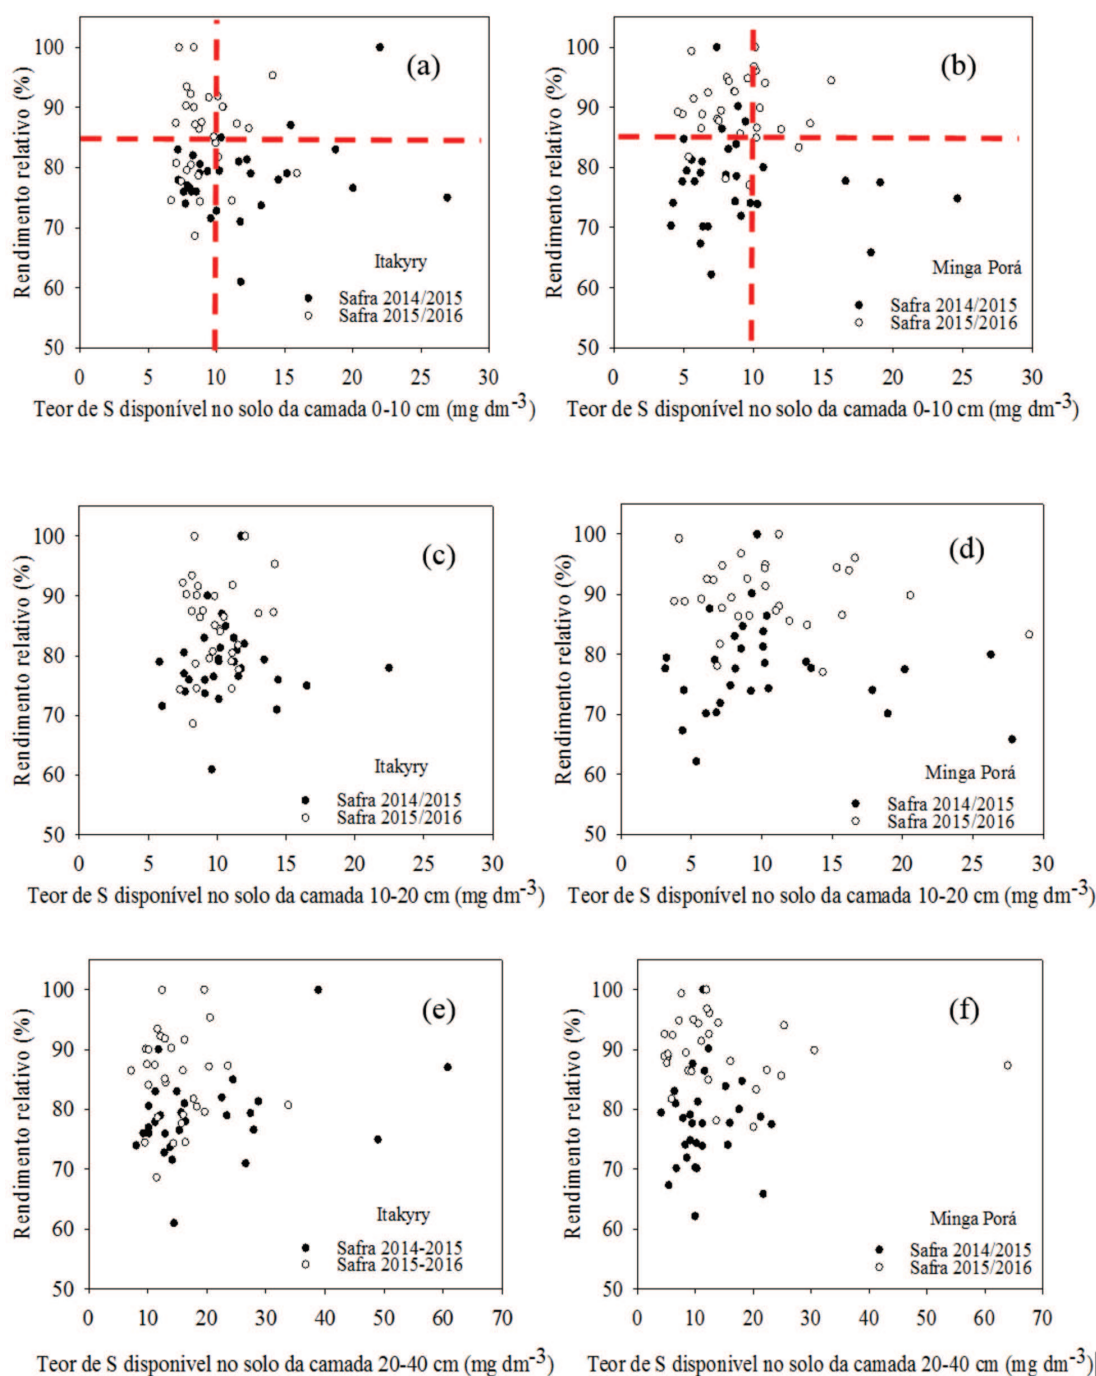 Rendimento relativo (%)
100
90
80
70
60
50
(a)
Itakyry
Safra 2014/2015
Safra 2015/2016
0 5 10 15 20 25 30
Teor de S disponível no solo da camada 0-10 cm (mg dm-3)
Rendimento relativo (%)
100
90
80
70
60
50
(b)
Minga Porá
Safra 2014/2015
Safra 2015/2016
0 5 10 15 20 25 30
Teor de S disponível no solo da camada 0-10 cm (mg dm-3)
Rendimento relativo (%)
100
90
80
70
60
50
(c)
Itakyry
Safra 2014/2015
Safra 2015/2016
0 5 10 15 20 25 30
Teor de S disponível no solo da camada 10-20 cm (mg dm-3)
Rendimento relativo (%)
100
90
80
70
60
50
(d)
Minga Porá
Safra 2014/2015
Safra 2015/2016
0 5 10 15 20 25 30
Teor de S disponível no solo da camada 10-20 cm (mg dm-3)
Rendimento relativo (%)
100
90
80
70
60
50
(e)
Itakyry
Safra 2014-2015
Safra 2015-2016
0 10 20 30 40 50 60 70
Teor de S disponível no solo da camada 20-40 cm (mg dm-3)
Rendimento relativo (%)
100
90
80
70
60
50
(f)
Minga Porá
Safra 2014/2015
Safra 2015/2016
0 10 20 30 40 50 60 70
Teor de S disponível no solo da camada 20-40 cm (mg dm-3)